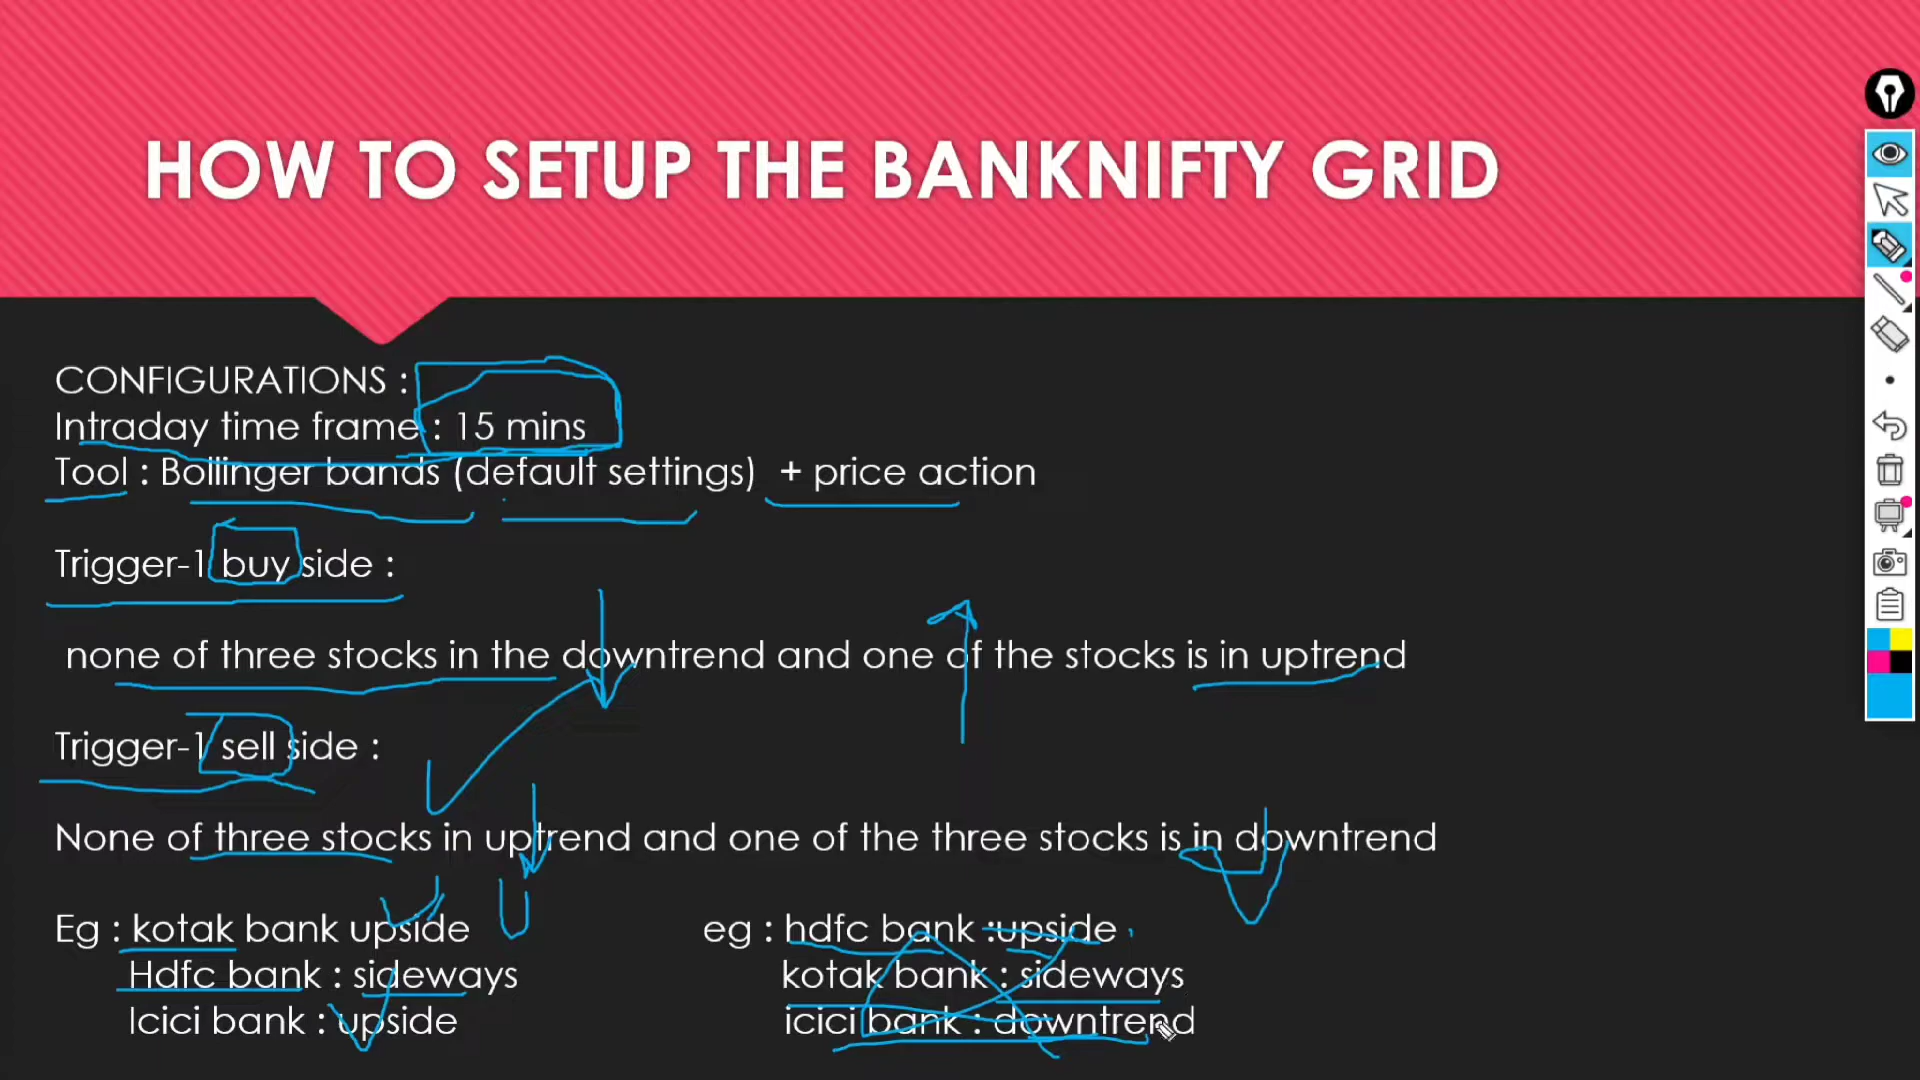 HOW TO SETUP THE BANKNIFTY GRID
CONFIGURATIONS :
Intraday time frame : 15 mins
Tool : Bollinger bands (default settings) + price action
Trigger-1 buy side :
none of three stocks in the downtrend and one of the stocks is in uptrend
Trigger-1 sell side :
None of three stocks in uptrend and one of the three stocks is in downtrend
Eg : kotak bank upside
Hdfc bank : sideways
Icici bank : upside
eg : hdfc bank :upside
kotak bank : sideways
icici bank : downtrend